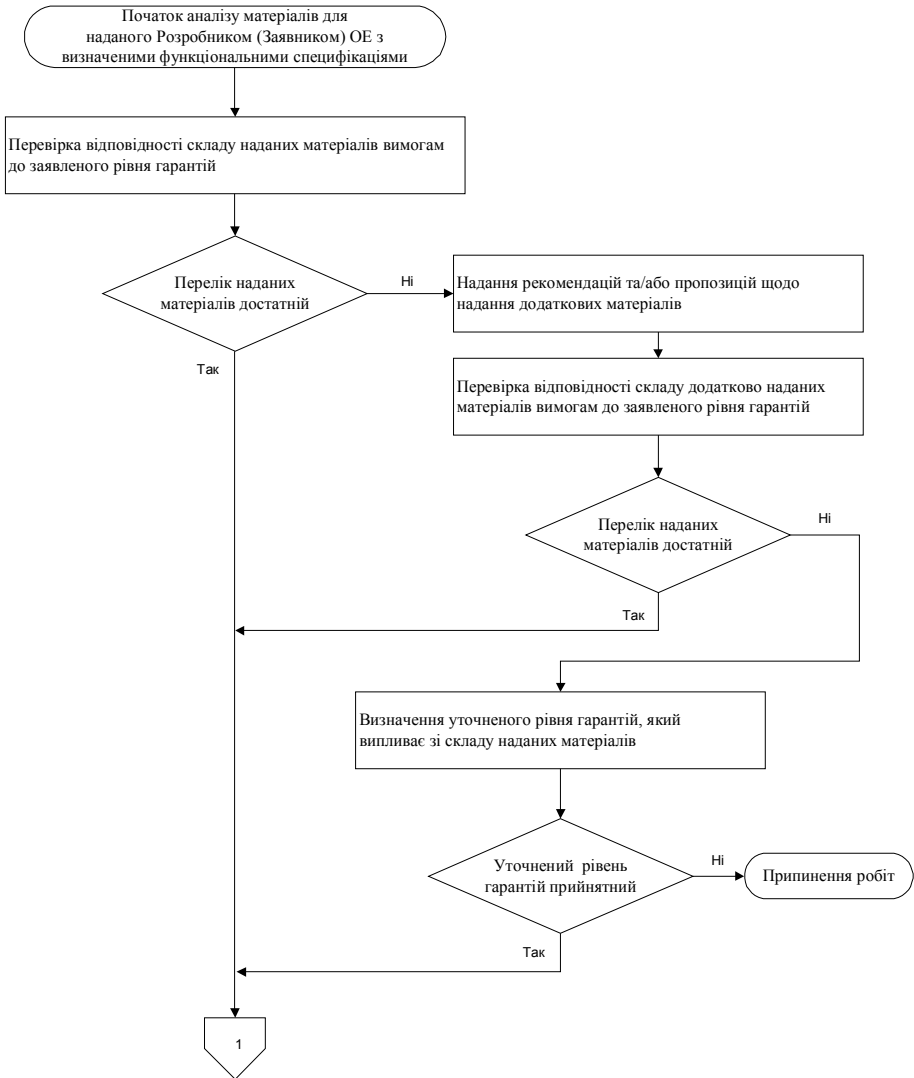 Початок аналізу матеріалів для
наданого Розробником (Заявником) ОЕ з
визначеними функціональними специфікаціями
Перевірка відповідності складу наданих матеріалів вимогам
до заявленого рівня гарантій
Перелік наданих
матеріалів достатній
Ні
Так
Надання рекомендацій та/або пропозицій щодо
надання додаткових матеріалів
Перевірка відповідності складу додатково наданих
матеріалів вимогам до заявленого рівня гарантій
Перелік наданих
матеріалів достатній
Ні
Так
Визначення уточненого рівня гарантій, який
випливає зі складу наданих матеріалів
Уточнений рівень
гарантій прийнятний
Ні
Припинення робіт
Так
1